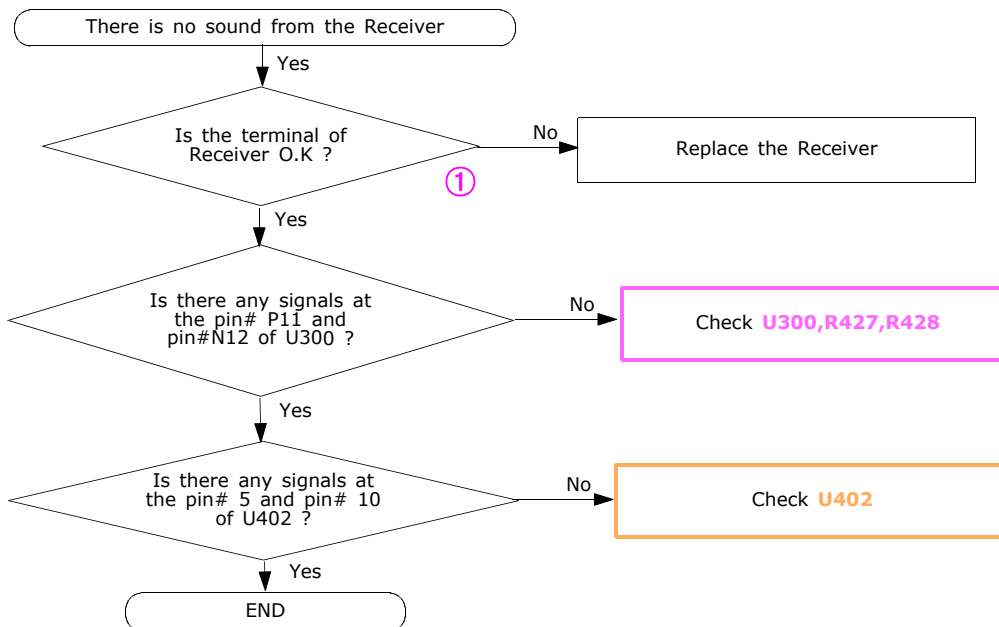 There is no sound from the Receiver
Yes
Is the terminal of
Receiver O.K ?
No
Replace the Receiver
①
Yes
Is there any signals at
the pin# P11 and
pin#N12 of U300 ?
No
Check U300,R427,R428
Yes
Is there any signals at
the pin# 5 and pin# 10
of U402 ?
No
Check U402
Yes
END